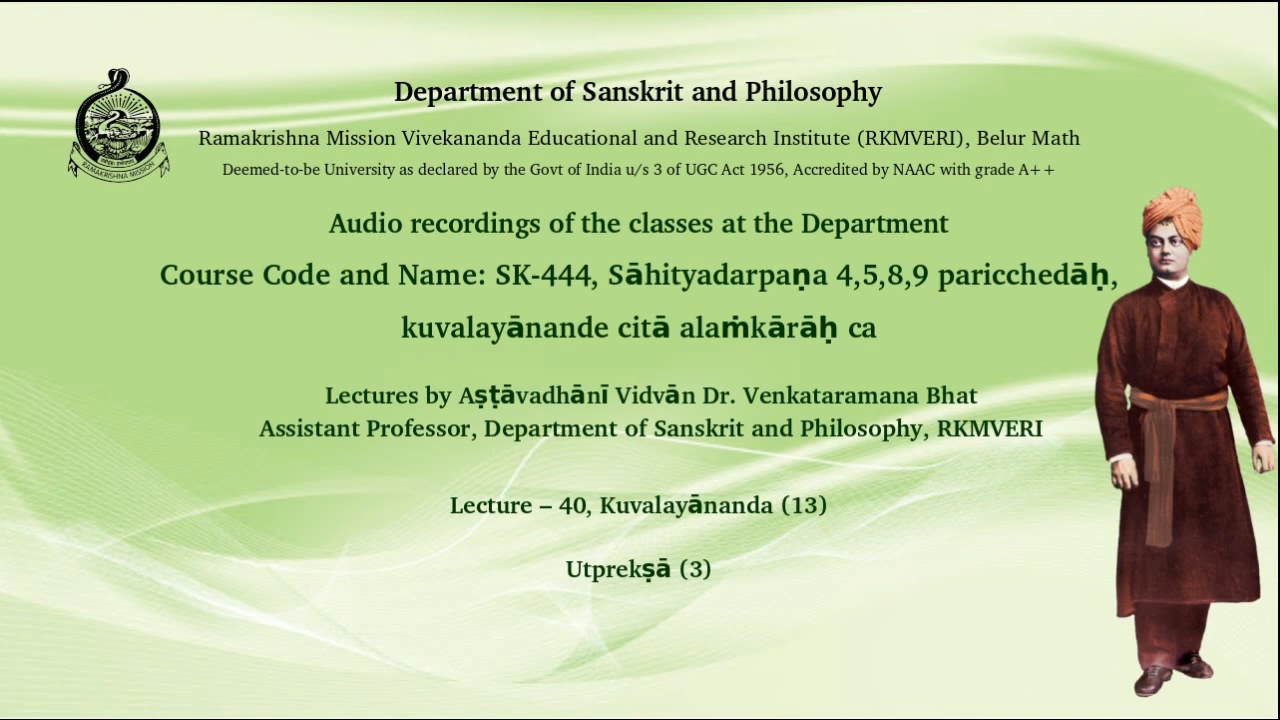 Department of Sanskrit and Philosophy
Ramakrishna Mission Vivekananda Educational and Research Institute (RKMVERI), Belur Math
Deemed-to-be University as declared by the Govt of India u/s 3 of UGC Act 1956, Accredited by NAAC with grade A++
RAMAKRISHNA MISSION
Audio recordings of the classes at the Department
Course Code and Name: SK-444, Sāhityadarpaṇa 4,5,8,9 paricchedāḥ,
kuvalayānande citā alaṁkārāḥ ca
Lectures by Aṣṭāvadhānī Vidvān Dr. Venkataramana Bhat
Assistant Professor, Department of Sanskrit and Philosophy, RKMVERI
Lecture – 40, Kuvalayānanda (13)
Utprekṣā (3)